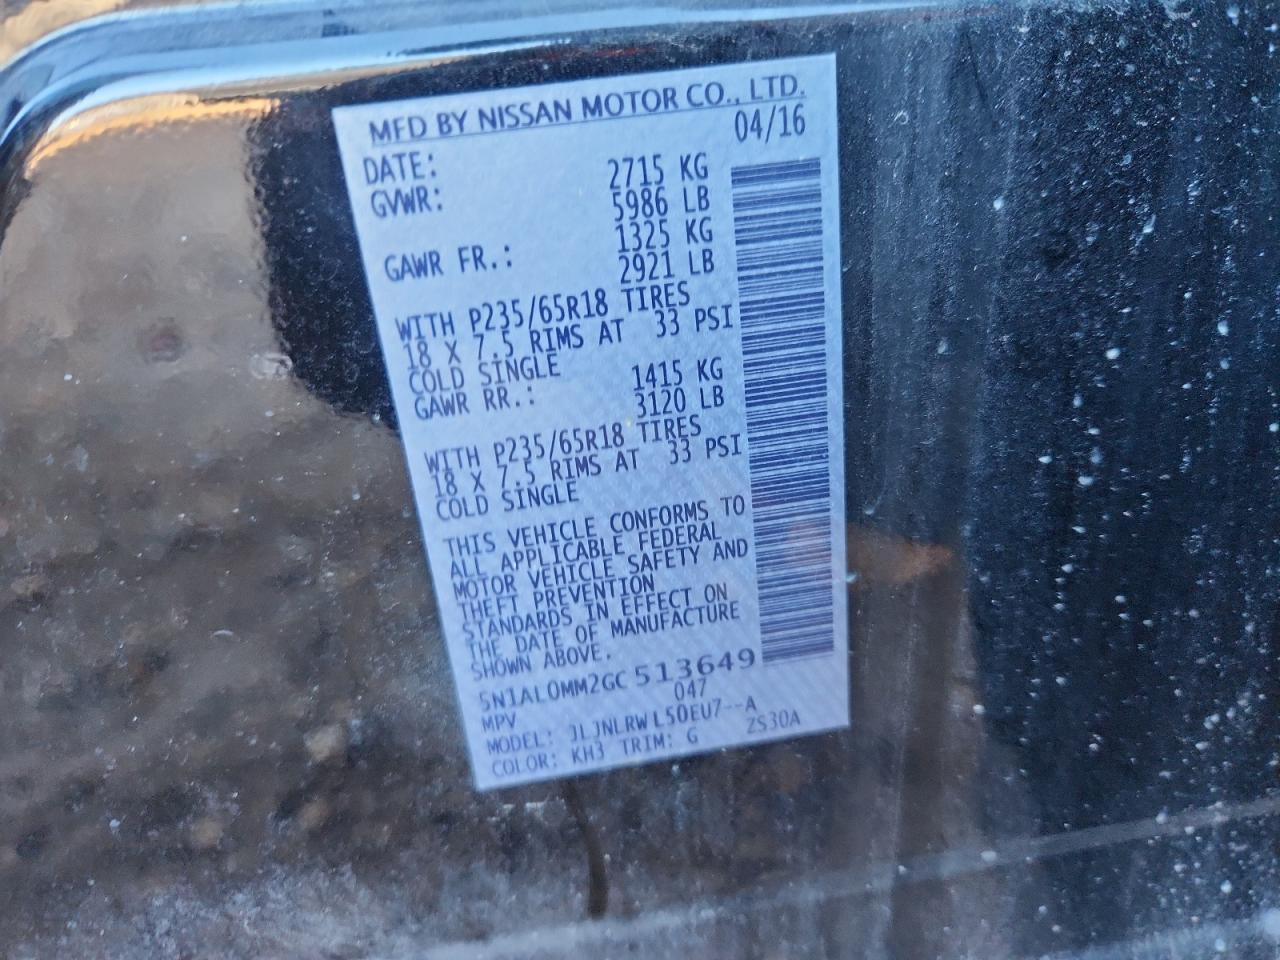 MFD BY NISSAN MOTOR CO., LTD.
DATE: 04/16
GVWR: 2715 KG
5986 LB
GAWR FR.: 1325 KG
2921 LB
WITH P235/65R18 TIRES
18 X 7.5 RIMS AT 33 PSI
COLD SINGLE
GAWR RR.: 1415 KG
3120 LB
WITH P235/65R18 TIRES
18 X 7.5 RIMS AT 33 PSI
COLD SINGLE
THIS VEHICLE CONFORMS TO
ALL APPLICABLE FEDERAL
MOTOR VEHICLE SAFETY AND
THEFT PREVENTION
STANDARDS IN EFFECT ON
THE DATE OF MANUFACTURE
SHOWN ABOVE.
5N1AL0MM2GC513649
MPV 047
MODEL: JLJNLRWL50EU7--A
COLOR: KH3 TRIM: G ZS30A